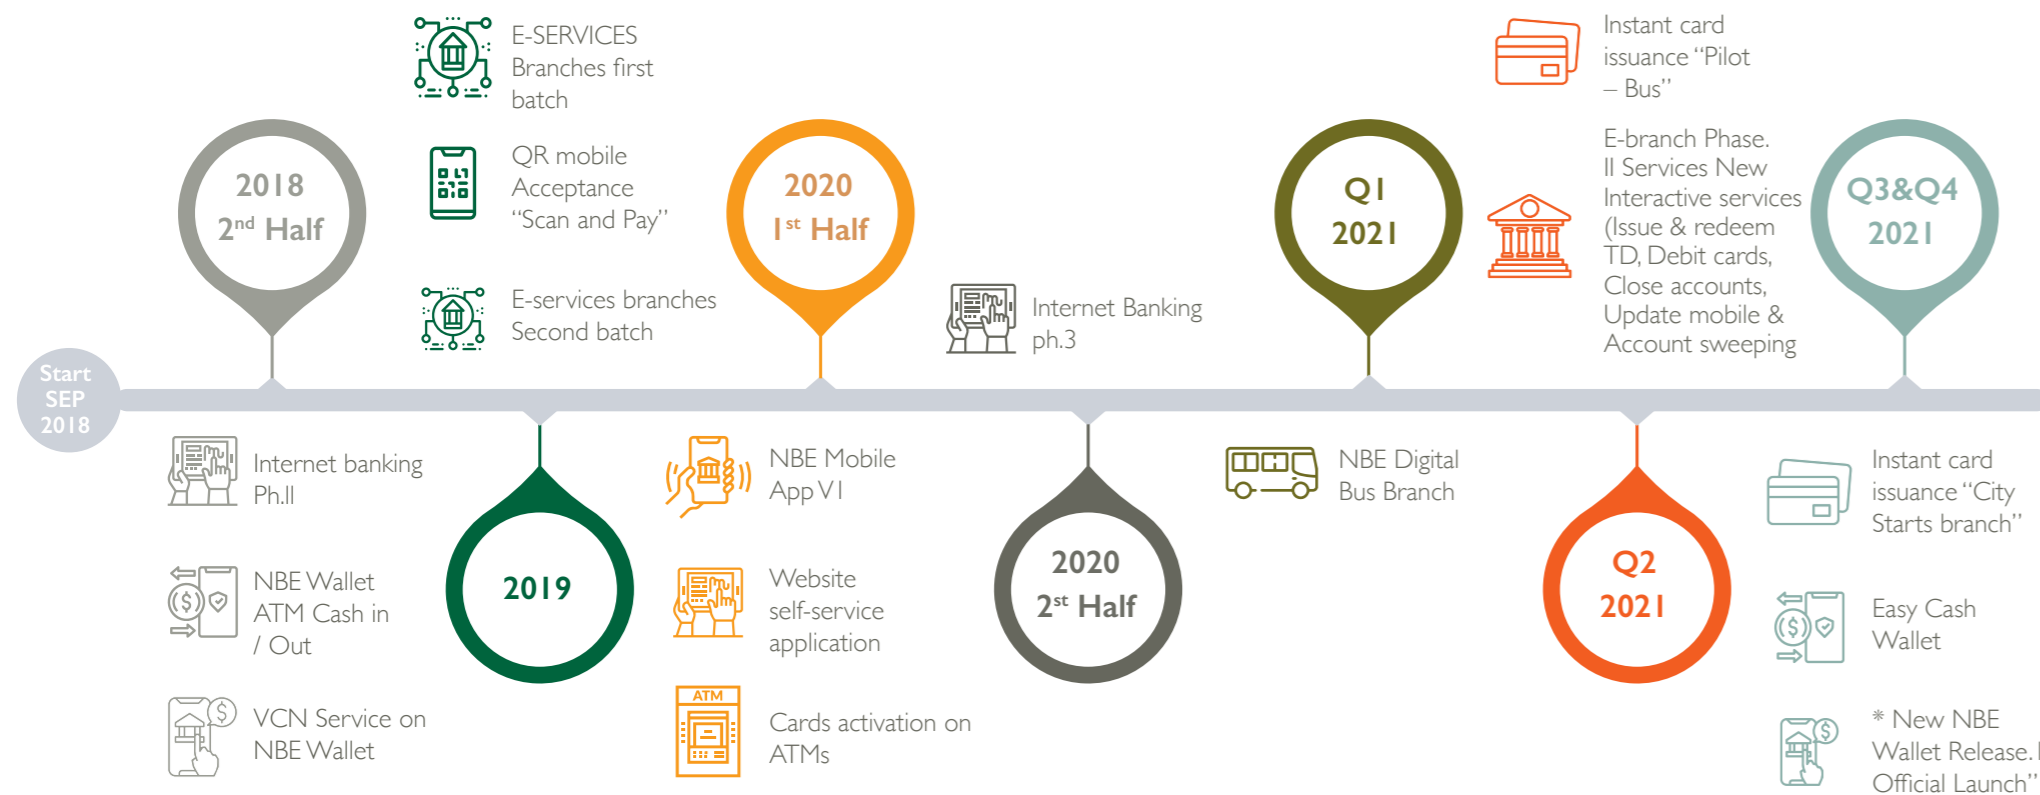 Start
SEP
2018
2018
2nd Half
Internet banking
Ph.II
NBE Wallet
ATM Cash in
/ Out
VCN Service on
NBE Wallet
E-SERVICES
Branches first
batch
QR mobile
Acceptance
“Scan and Pay”
E-services branches
Second batch
2019
2020
1st Half
NBE Mobile
App V1
Website
self-service
application
ATM
Cards activation on
ATMs
Internet Banking
ph.3
2020
2st Half
Q1
2021
NBE Digital
Bus Branch
Instant card
issuance “Pilot
– Bus”
E-branch Phase.
II Services New
Interactive services
(Issue & redeem
TD, Debit cards,
Close accounts,
Update mobile &
Account sweeping
Q2
2021
Q3&Q4
2021
Instant card
issuance “City
Starts branch”
Easy Cash
Wallet
* New NBE
Wallet Release.
Official Launch”